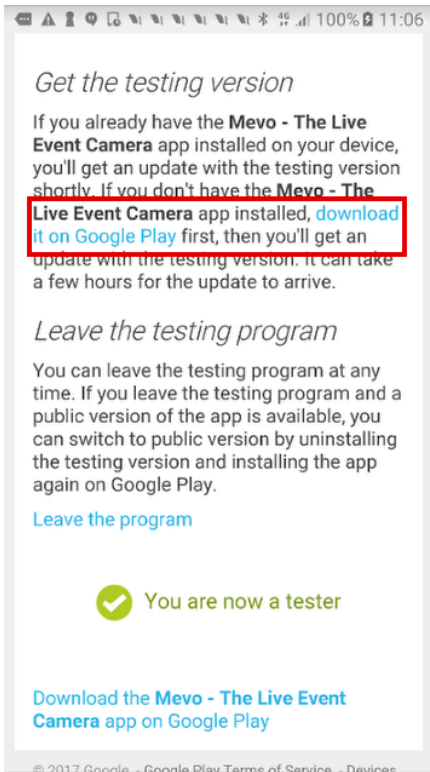 4G 100% 11:06
Get the testing version
If you already have the Mevo - The Live
Event Camera app installed on your device,
you'll get an update with the testing version
shortly. If you don't have the Mevo - The
Live Event Camera app installed, download
it on Google Play first, then you'll get an
update with the testing version. It can take
a few hours for the update to arrive.
Leave the testing program
You can leave the testing program at any
time. If you leave the testing program and a
public version of the app is available, you
can switch to public version by uninstalling
the testing version and installing the app
again on Google Play.
Leave the program
You are now a tester
Download the Mevo - The Live Event
Camera app on Google Play
© 2017 Google - Google Play Terms of Service - Devices